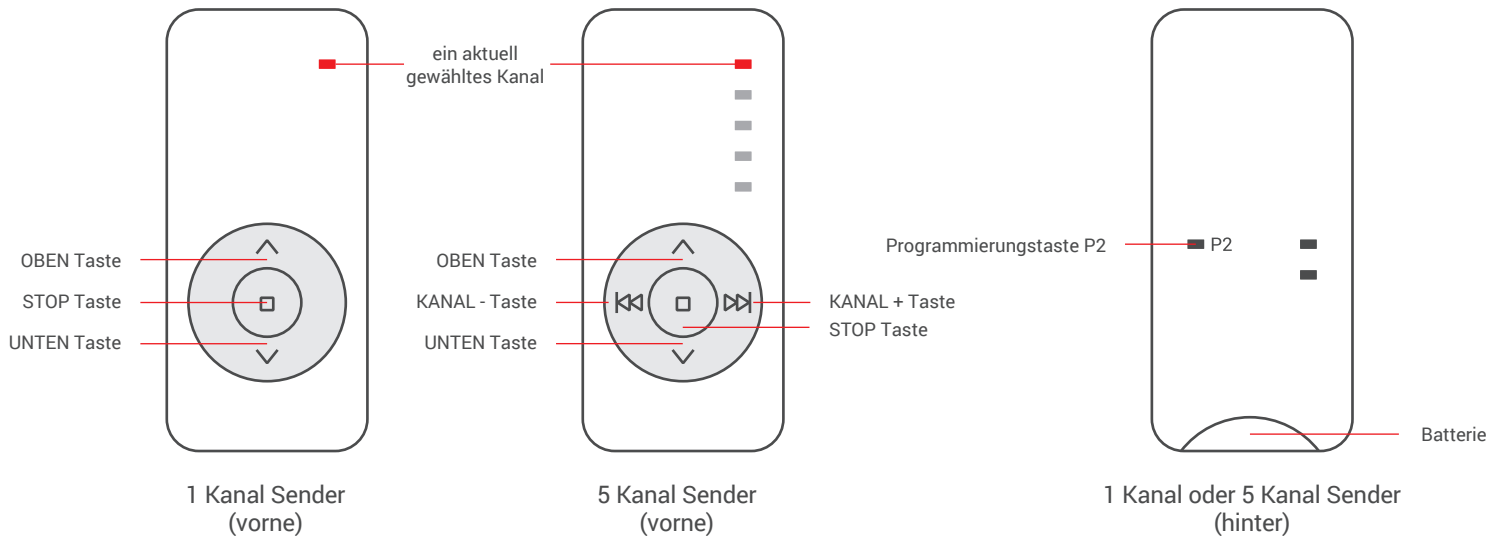 ein aktuell
gewähltes Kanal
OBEN Taste
STOP Taste
UNTEN Taste
1 Kanal Sender
(vorne)
OBEN Taste
KANAL - Taste
UNTEN Taste
KANAL + Taste
STOP Taste
5 Kanal Sender
(vorne)
Programmierungstaste P2
P2
Batterie
1 Kanal oder 5 Kanal Sender
(hinter)